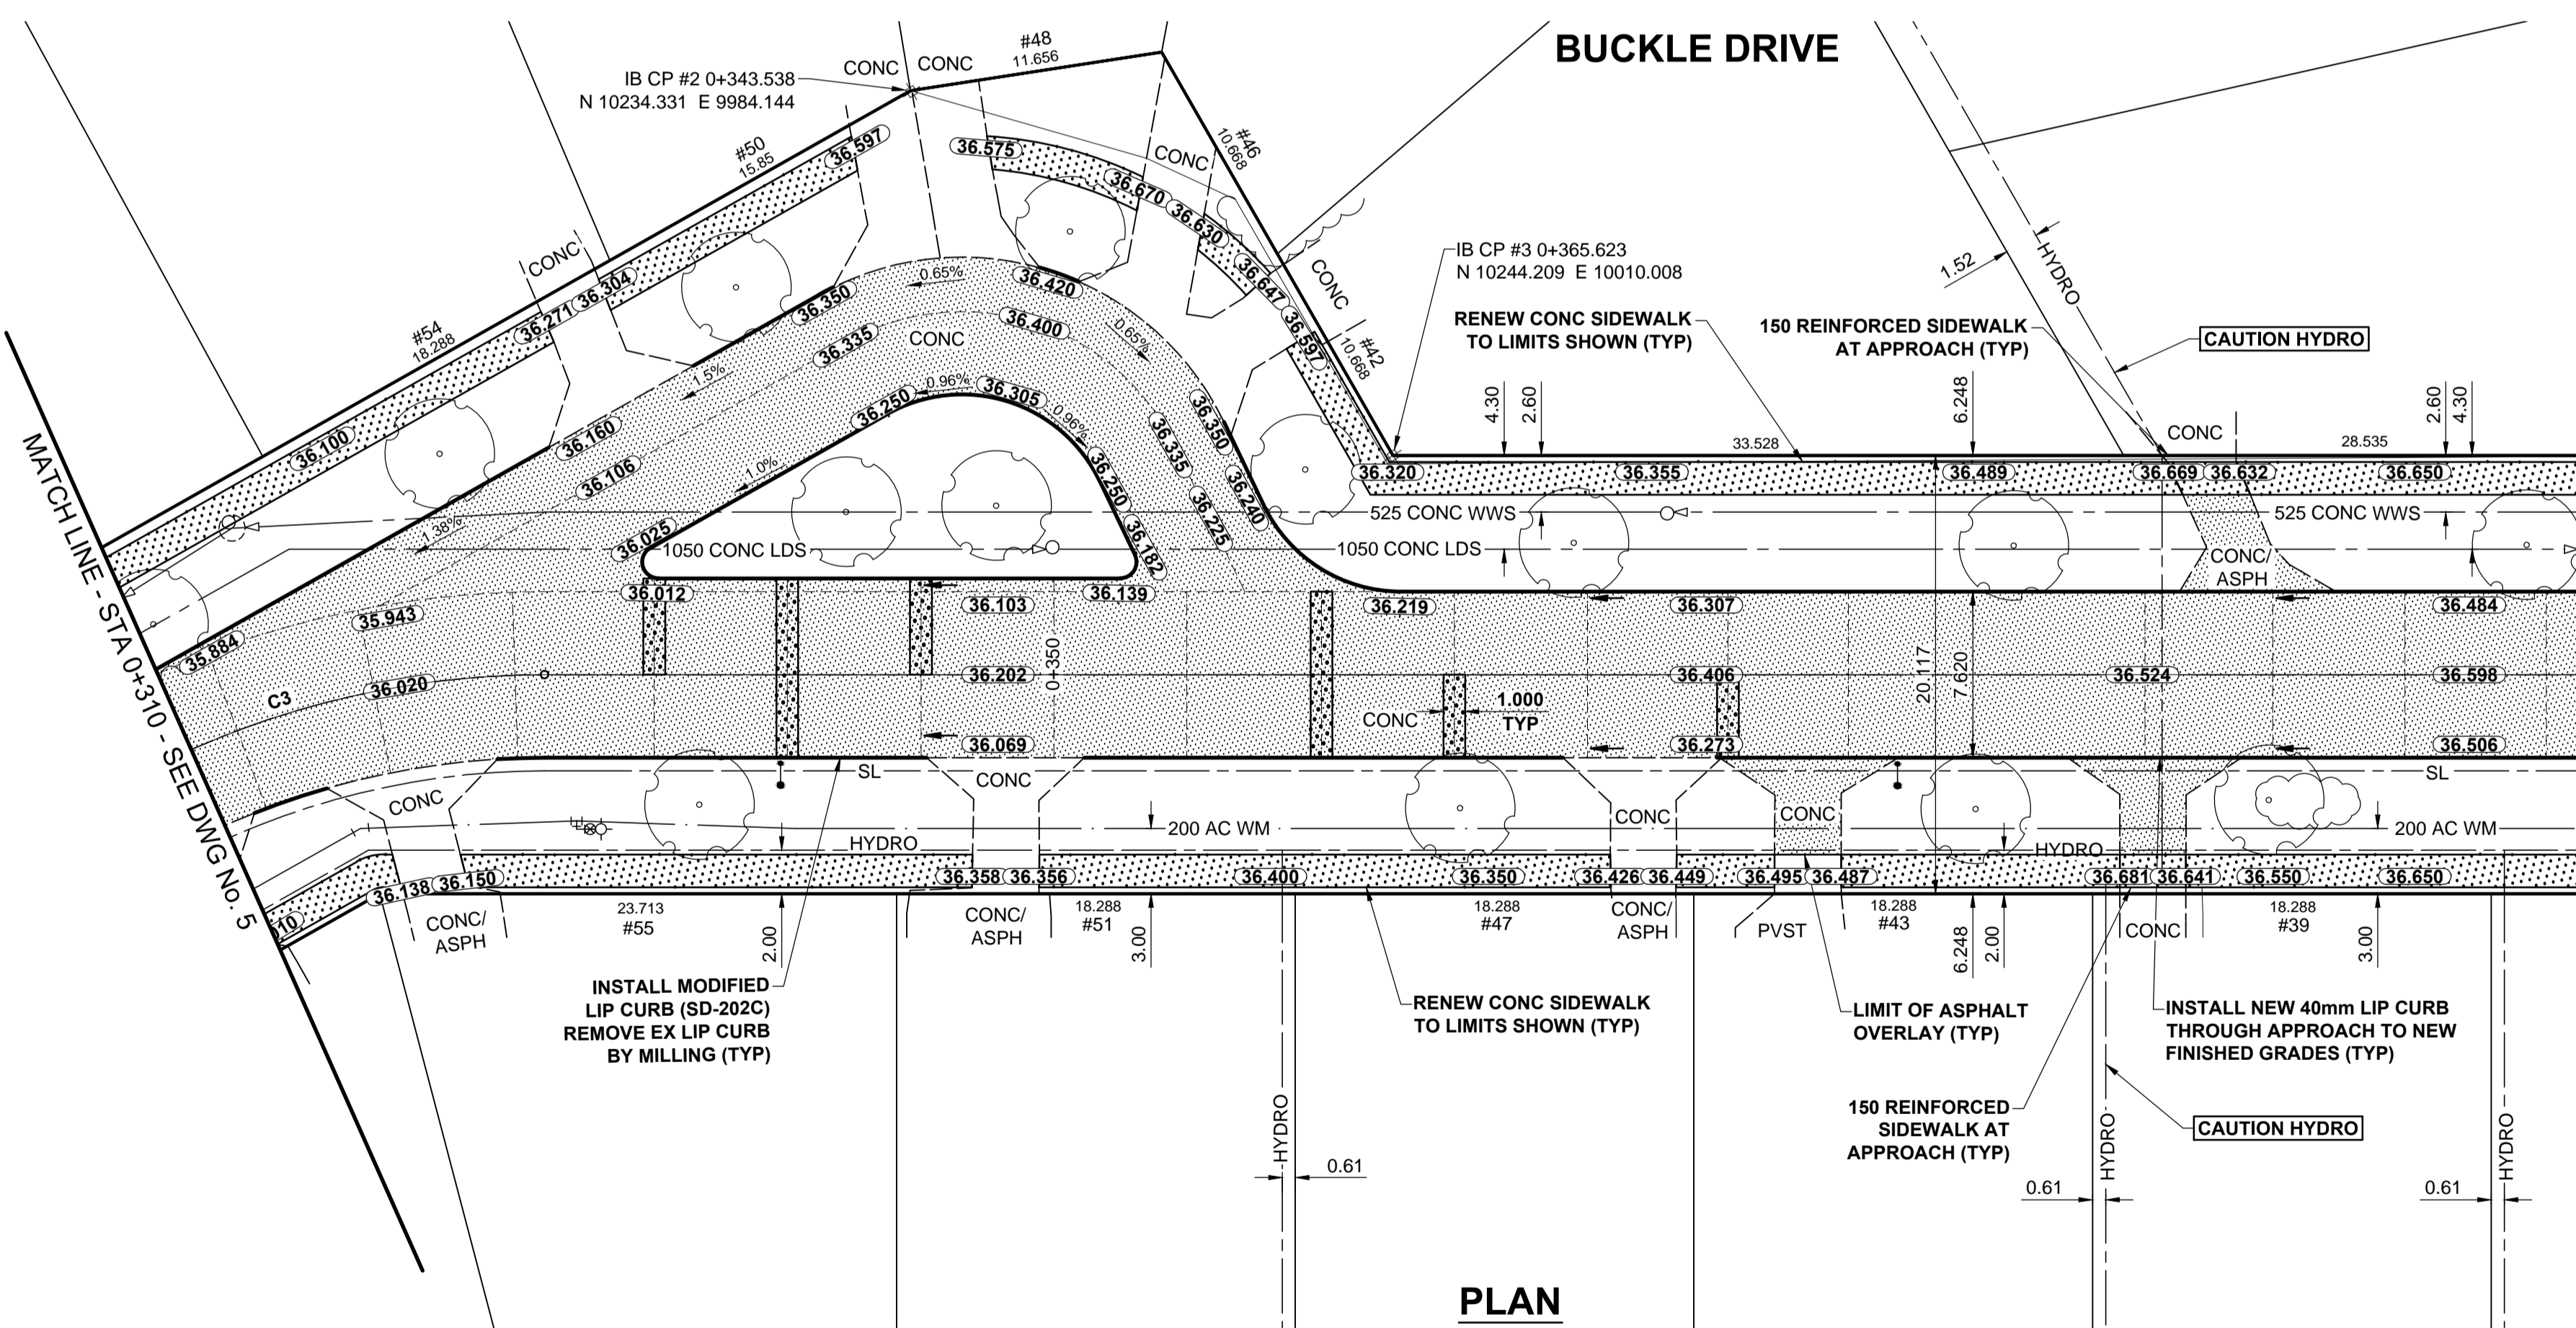 BUCKLE DRIVE
IB CP #2 0+343.538
N 10234.331 E 9984.144
CONC
CONC
#48
11.656
#50
15.85
36.597
36.575
CONC
#46
10.668
36.670
36.630
36.647
36.597
CONC
#42
10.668
CONC
36.304
36.271
#54
18.288
36.100
IB CP #3 0+365.623
N 10244.209 E 10010.008
RENEW CONC SIDEWALK
TO LIMITS SHOWN (TYP)
150 REINFORCED SIDEWALK
AT APPROACH (TYP)
1.52
HYDRO
CAUTION HYDRO
0.65%
36.420
36.350
36.400
0.65%
36.335
CONC
1.5%
0.96%
36.305
36.250
0.96%
36.160
36.106
1.38%
1.0%
36.250
36.335
36.350
36.240
36.225
36.182
36.025
4.30
2.60
6.248
2.60
4.30
33.528
CONC
28.535
36.320
36.355
36.489
36.669
36.632
36.650
525 CONC WWS
525 CONC WWS
1050 CONC LDS
1050 CONC LDS
CONC/
ASPH
MATCH LINE - STA 0+310 - SEE DWG No. 5
35.884
35.943
36.012
36.103
36.139
36.219
36.307
36.484
C3
36.020
36.202
0+350
36.406
36.524
36.598
20.117
7.620
CONC
1.000
TYP
36.069
36.273
36.506
SL
SL
CONC
CONC
CONC
CONC
200 AC WM
200 AC WM
HYDRO
HYDRO
36.138
36.150
36.358
36.356
36.400
36.350
36.426
36.449
36.495
36.487
36.681
36.641
36.550
36.650
CONC/
ASPH
23.713
#55
2.00
CONC/
ASPH
18.288
#51
3.00
18.288
#47
CONC/
ASPH
PVST
18.288
#43
6.248
2.00
CONC
18.288
#39
3.00
INSTALL MODIFIED
LIP CURB (SD-202C)
REMOVE EX LIP CURB
BY MILLING (TYP)
RENEW CONC SIDEWALK
TO LIMITS SHOWN (TYP)
LIMIT OF ASPHALT
OVERLAY (TYP)
INSTALL NEW 40mm LIP CURB
THROUGH APPROACH TO NEW
FINISHED GRADES (TYP)
150 REINFORCED
SIDEWALK AT
APPROACH (TYP)
CAUTION HYDRO
HYDRO
0.61
HYDRO
0.61
HYDRO
0.61
PLAN